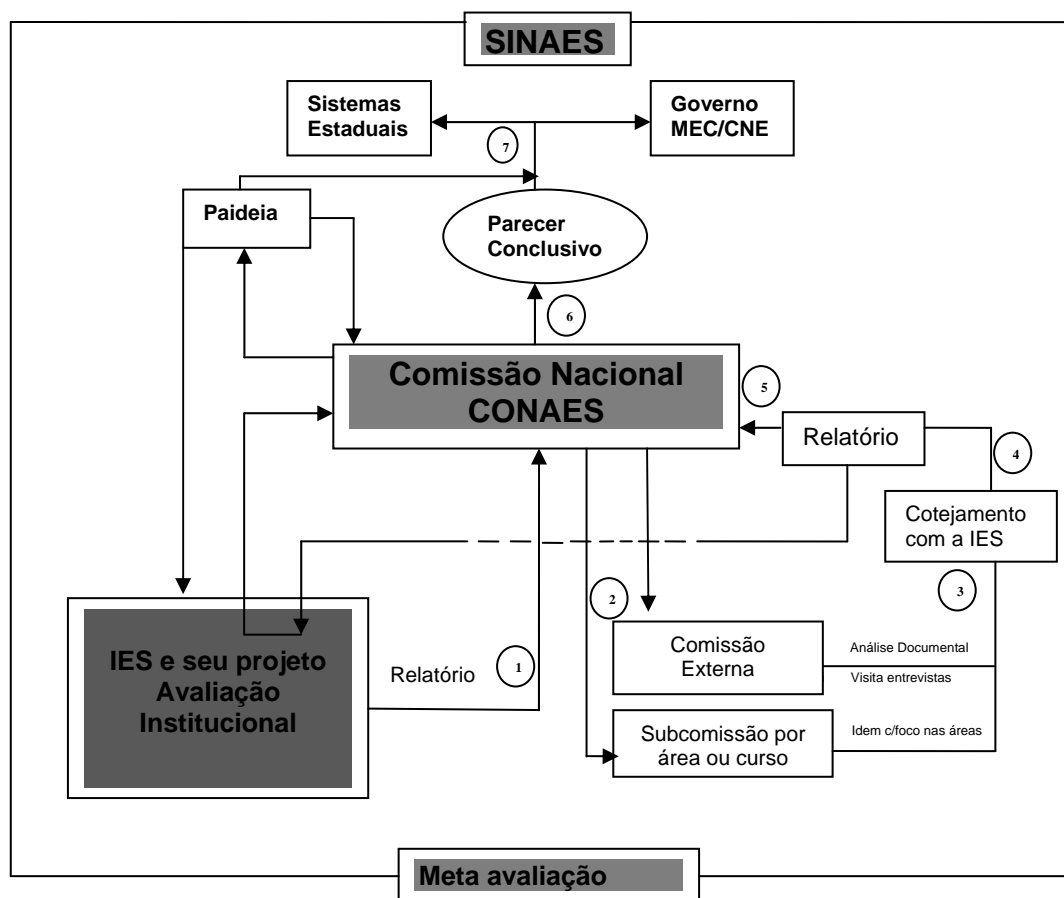 SINAES
Sistemas
Estaduais
Governo
MEC/CNE
7
Paideia
Parecer
Conclusivo
6
Comissão Nacional
CONAES
5
Relatório
4
Cotejamento
com a IES
3
2
Comissão
Externa
Análise Documental
Visita entrevistas
IES e seu projeto
Avaliação
Institucional
Relatório
1
Subcomissão por
área ou curso
Idem c/foco nas áreas
Meta avaliação